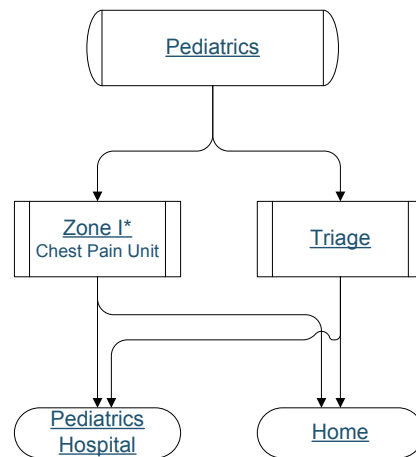 Pediatrics
Zone I*
Chest Pain Unit
Triage
Pediatrics
Hospital
Home